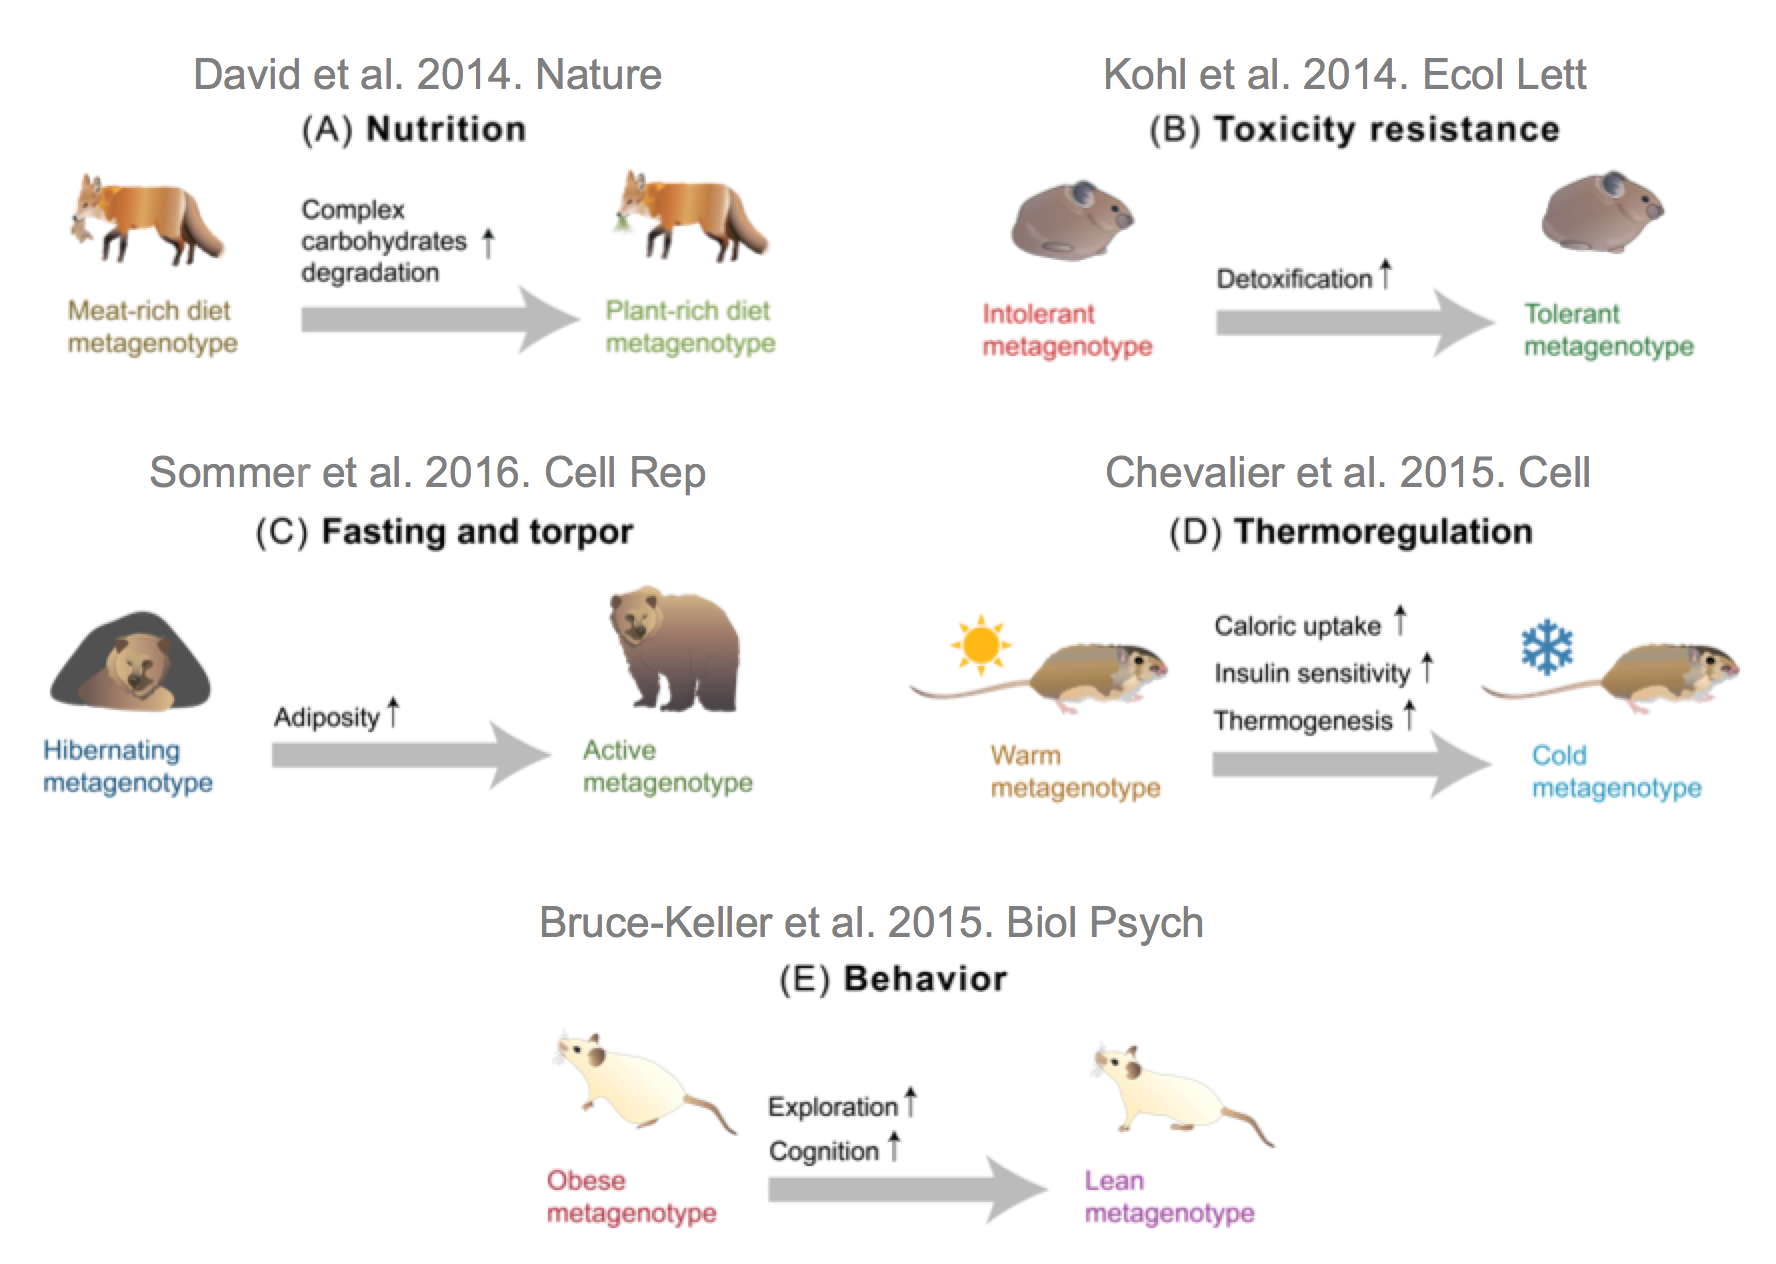 David et al. 2014. Nature
(A) Nutrition
Complex
carbohydrates ↑
degradation
Meat-rich diet
metagenotype
Plant-rich diet
metagenotype
Kohl et al. 2014. Ecol Lett
(B) Toxicity resistance
Detoxification ↑
Intolerant
metagenotype
Tolerant
metagenotype
Sommer et al. 2016. Cell Rep
(C) Fasting and torpor
Adiposity ↑
Hibernating
metagenotype
Active
metagenotype
Chevalier et al. 2015. Cell
(D) Thermoregulation
Caloric uptake ↑
Insulin sensitivity ↑
Thermogenesis ↑
Warm
metagenotype
Cold
metagenotype
Bruce-Keller et al. 2015. Biol Psych
(E) Behavior
Exploration ↑
Cognition ↑
Obese
metagenotype
Lean
metagenotype